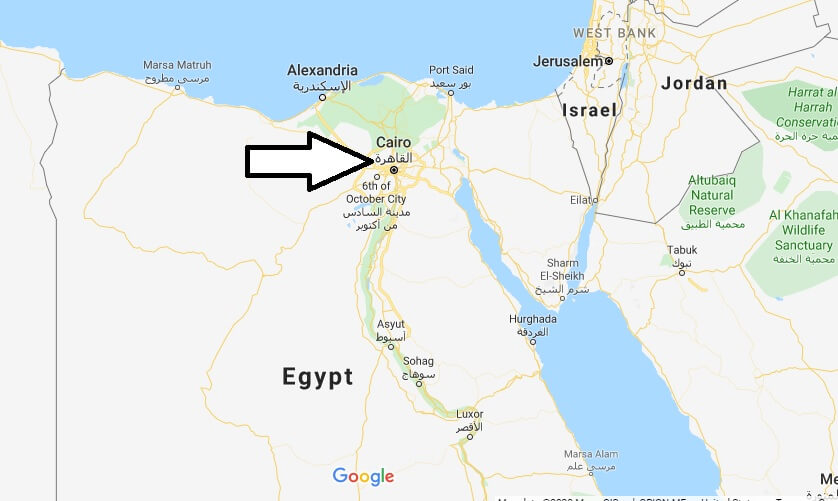 WEST BANK
Jerusalem
Marsa Matruh
مرسى مطروح
Alexandria
الإسكندرية
Port Said
بور سعيد
Jordan
Israel
Harrat al
Harrah
Conservati
محمية حرة الحرة
Cairo
القاهرة
6th of
October City
مدينة السادس
من أكتوبر
Altubaiq
Natural
Reserve
محمية الطبيق
Eilat
Al Khanafah
Wildlife
Sanctuary
محمية الخنفة
Tabuk
تبوك
Sharm
El-Sheikh
شرم الشيخ
Hurghada
الغردقة
Asyut
أسيوط
Sohag
سوهاج
Egypt
Luxor
الأقصر
Marsa Alam
مرسى علم
Google
Me